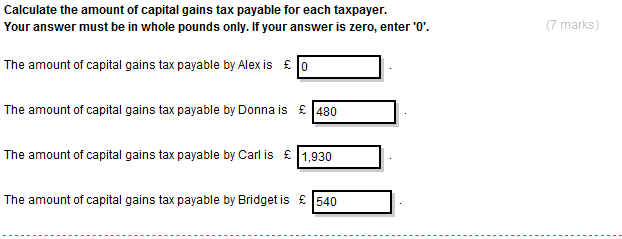 Calculate the amount of capital gains tax payable for each taxpayer.
Your answer must be in whole pounds only. If your answer is zero, enter '0'.
(7 marks)
The amount of capital gains tax payable by Alex is £ 0 .
The amount of capital gains tax payable by Donna is £ 480 .
The amount of capital gains tax payable by Carl is £ 1,930 .
The amount of capital gains tax payable by Bridget is £ 540 .